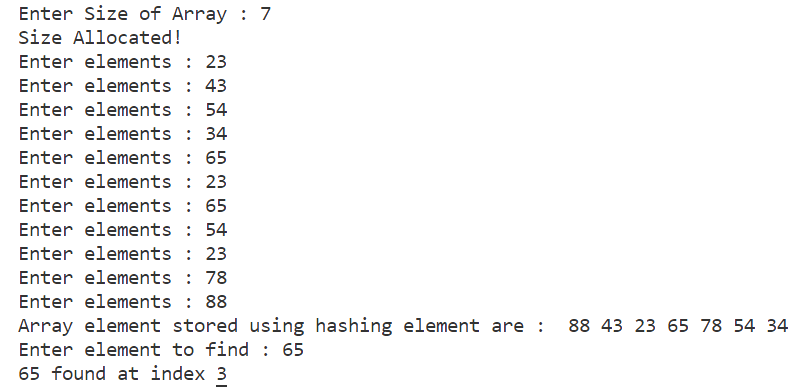 Enter Size of Array : 7
Size Allocated!
Enter elements : 23
Enter elements : 43
Enter elements : 54
Enter elements : 34
Enter elements : 65
Enter elements : 23
Enter elements : 65
Enter elements : 54
Enter elements : 23
Enter elements : 78
Enter elements : 88
Array element stored using hashing element are :  88 43 23 65 78 54 34
Enter element to find : 65
65 found at index 3